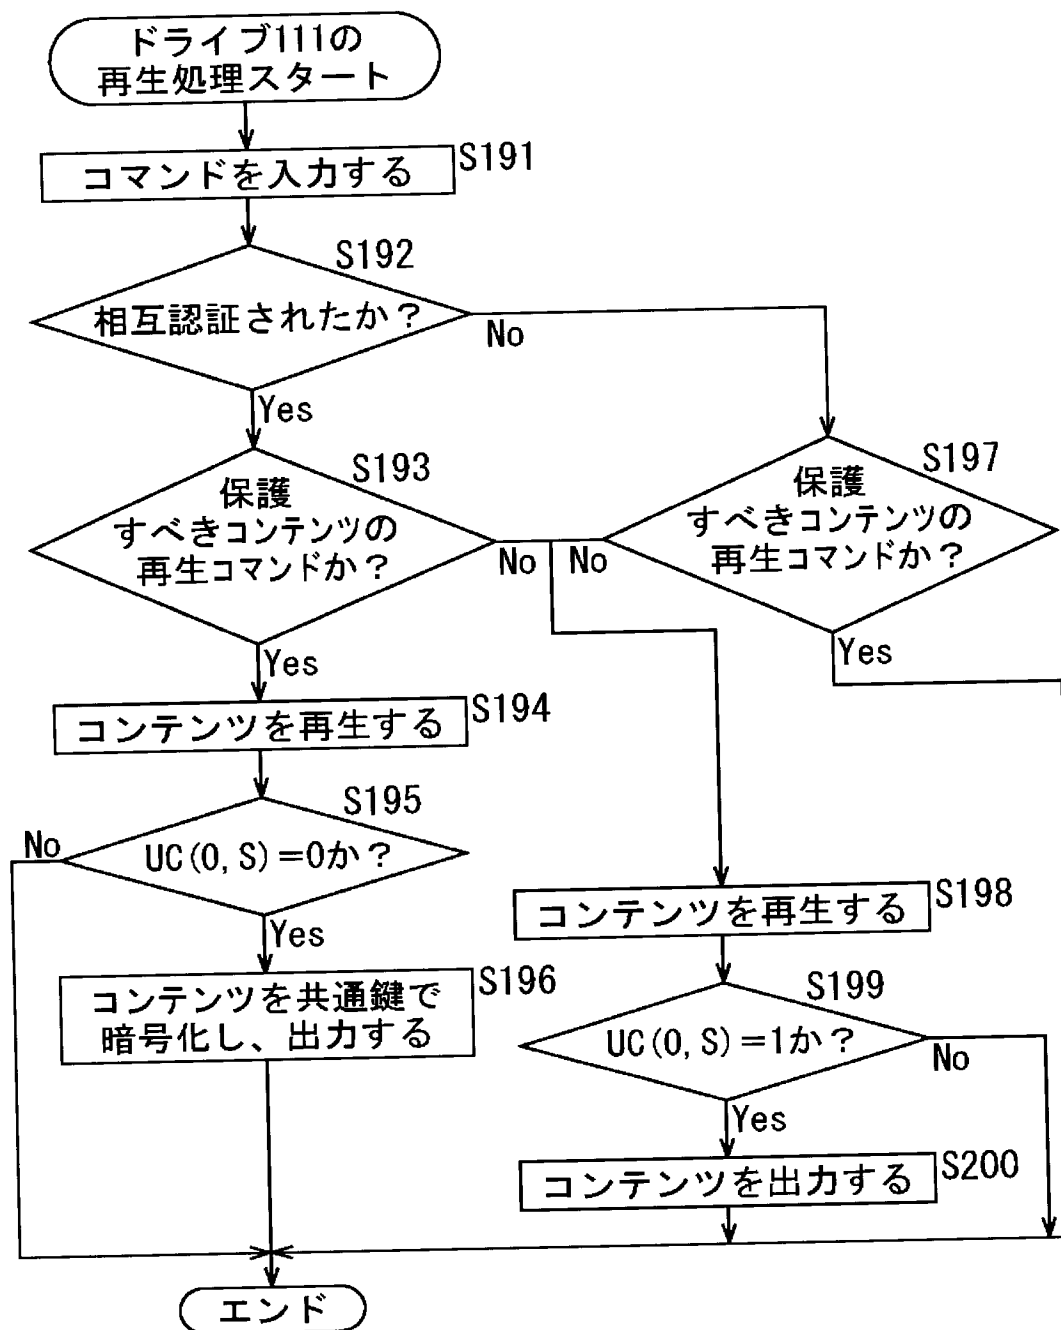 ドライブ111の
再生処理スタート
コマンドを入力する
S191
S192
相互認証されたか？
No
Yes
S193
保護
すべきコンテンツの
再生コマンドか？
No
Yes
S197
保護
すべきコンテンツの
再生コマンドか？
No
Yes
コンテンツを再生する
S194
S195
UC(0,S)=0か？
No
Yes
コンテンツを共通鍵で
暗号化し、出力する
S196
コンテンツを再生する
S198
S199
UC(0,S)=1か？
No
Yes
コンテンツを出力する
S200
エンド